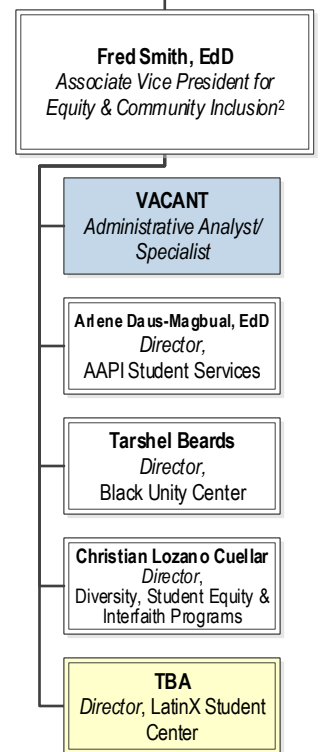 Fred Smith, EdD
Associate Vice President for
Equity & Community Inclusion²
VACANT
Administrative Analyst/
Specialist
Arlene Daus-Magbual, EdD
Director,
AAPI Student Services
Tarshel Beards
Director,
Black Unity Center
Christian Lozano Cuellar
Director,
Diversity, Student Equity &
Interfaith Programs
TBA
Director, LatinX Student
Center